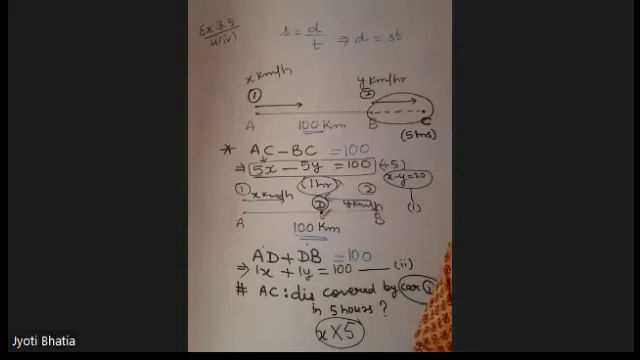 Ex 3.5
4(iv)
s = d/t ⇒ d = st
x km/h
y km/hr
1 2
A 100 Km B C
(5 hrs)
* AC - BC = 100
⇒ 5x - 5y = 100 (÷5)
x - y = 20
(i)
1 x km/h (1 hr) 2
D y km/h
A B
100 Km
AD + DB = 100
⇒ 1x + 1y = 100 — (ii)
# AC : dis covered by car 1
in 5 hours ?
x X 5
Jyoti Bhatia